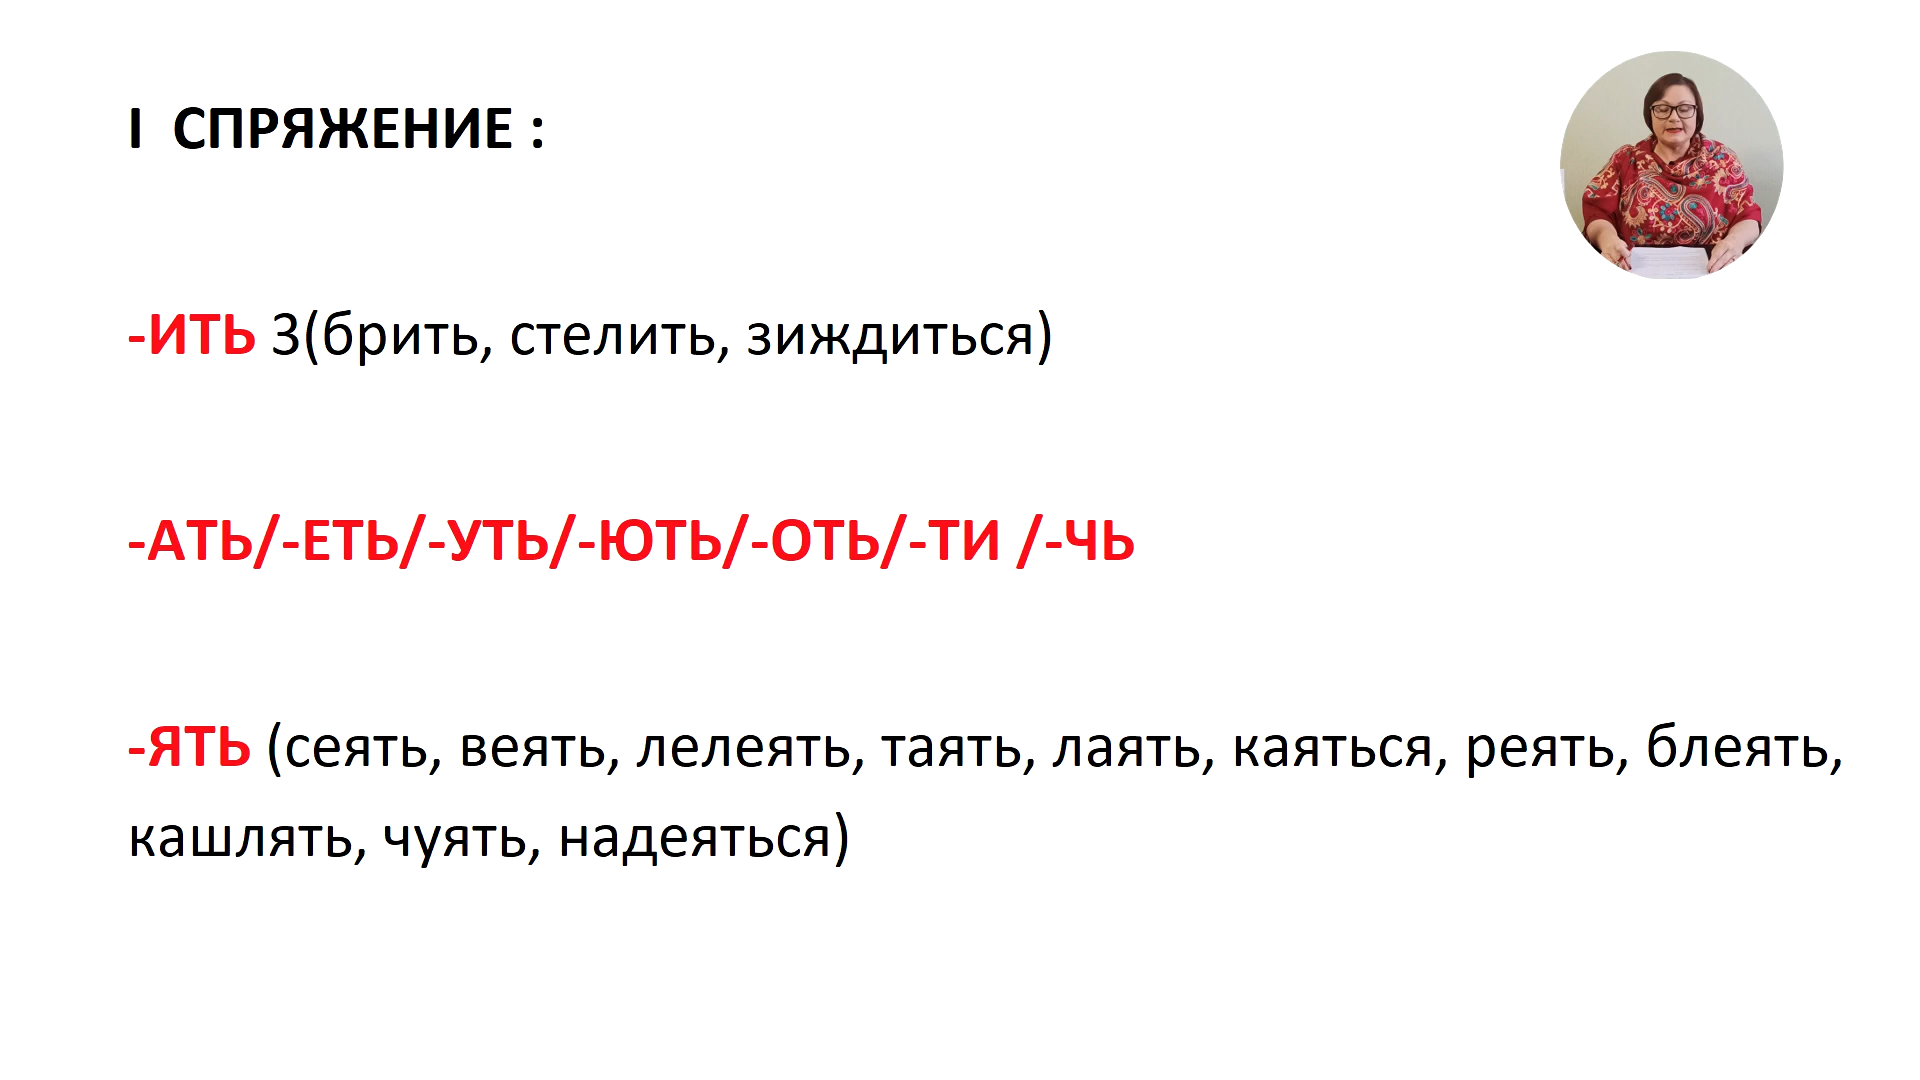 I СПРЯЖЕНИЕ :
-ИТЬ 3(брить, стелить, зиждиться)
-АТЬ/-ЕТЬ/-УТЬ/-ЮТЬ/-ОТЬ/-ТИ /-ЧЬ
-ЯТЬ (сеять, веять, лелеять, таять, лаять, каяться, реять, блеять,
кашлять, чуять, надеяться)